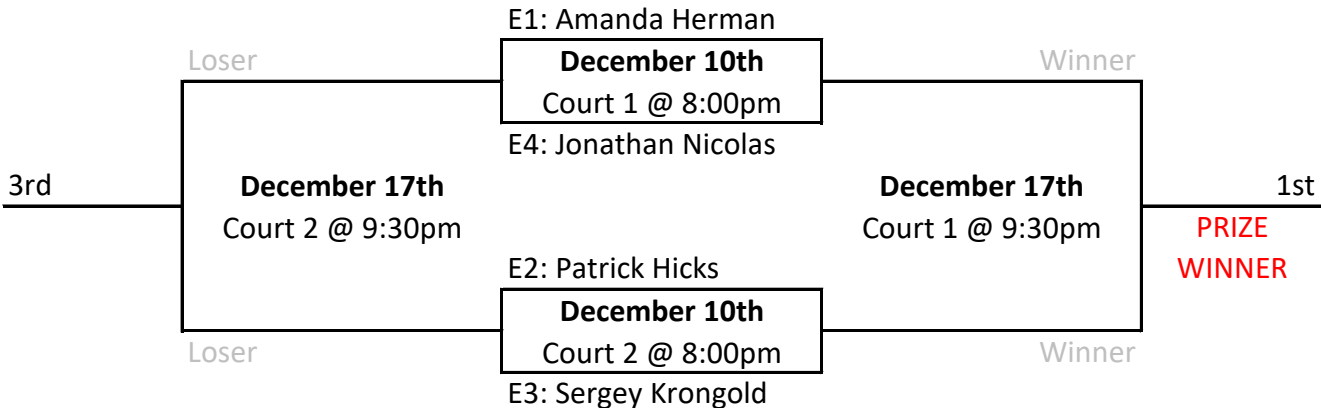 E1: Amanda Herman
Loser
December 10th
Winner
Court 1 @ 8:00pm
E4: Jonathan Nicolas
3rd
December 17th
December 17th
1st
Court 2 @ 9:30pm
Court 1 @ 9:30pm
PRIZE
WINNER
E2: Patrick Hicks
December 10th
Loser
Court 2 @ 8:00pm
Winner
E3: Sergey Krongold